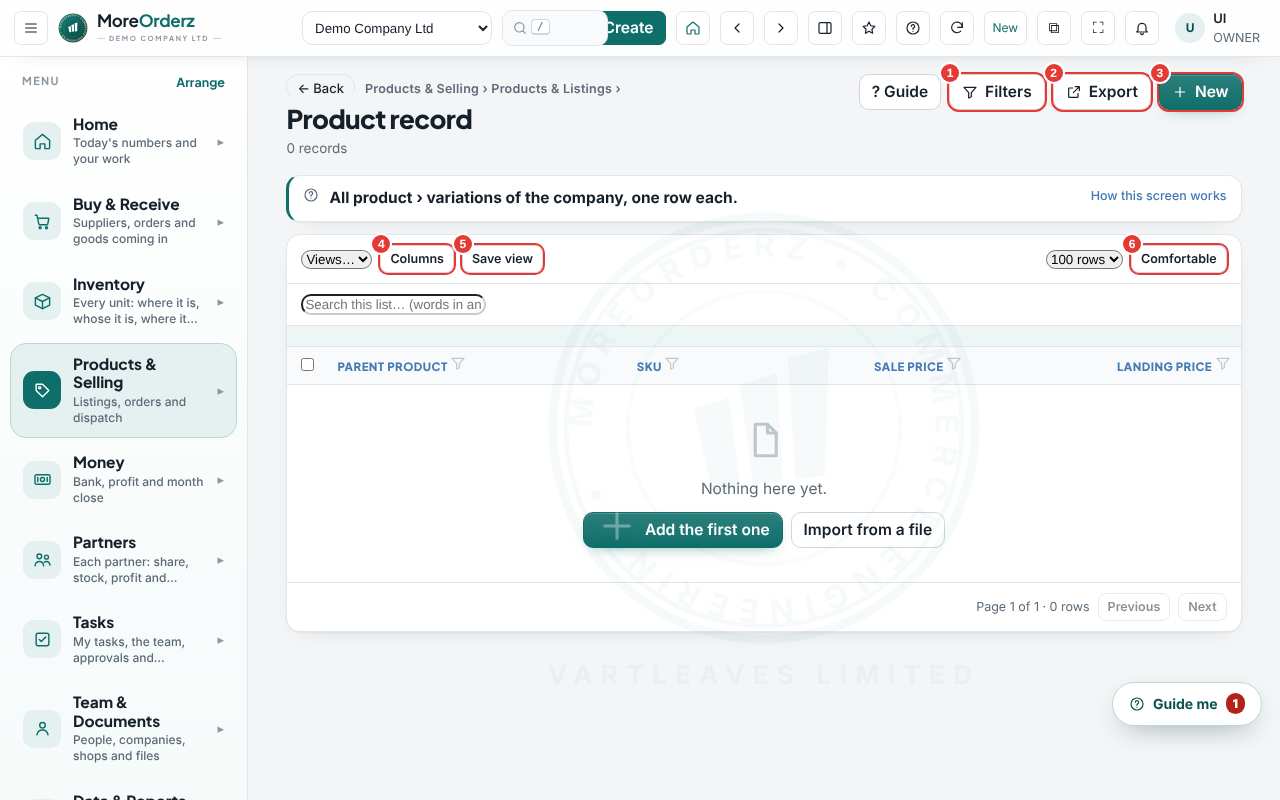 MoreOrderz
— DEMO COMPANY LTD —
Demo Company Ltd
/
Create
New
U
UI
OWNER
MENU
Arrange
Home
Today's numbers and
your work
Buy & Receive
Suppliers, orders and
goods coming in
Inventory
Every unit: where it is,
whose it is, where it...
Products &
Selling
Listings, orders and
dispatch
Money
Bank, profit and month
close
Partners
Each partner: share,
stock, profit and...
Tasks
My tasks, the team,
approvals and...
Team &
Documents
People, companies,
shops and files
← Back
Products & Selling › Products & Listings ›
Product record
0 records
? Guide
1
Filters
2
Export
3
+ New
All product › variations of the company, one row each.
How this screen works
Views...
4
Columns
5
Save view
100 rows
6
Comfortable
Search this list... (words in an
PARENT PRODUCT
SKU
SALE PRICE
LANDING PRICE
Nothing here yet.
Add the first one
Import from a file
Page 1 of 1 · 0 rows
Previous
Next
MOREORDERZ • COMMERCE ENGINEERING •
VARTLEAVES LIMITED
Guide me
1